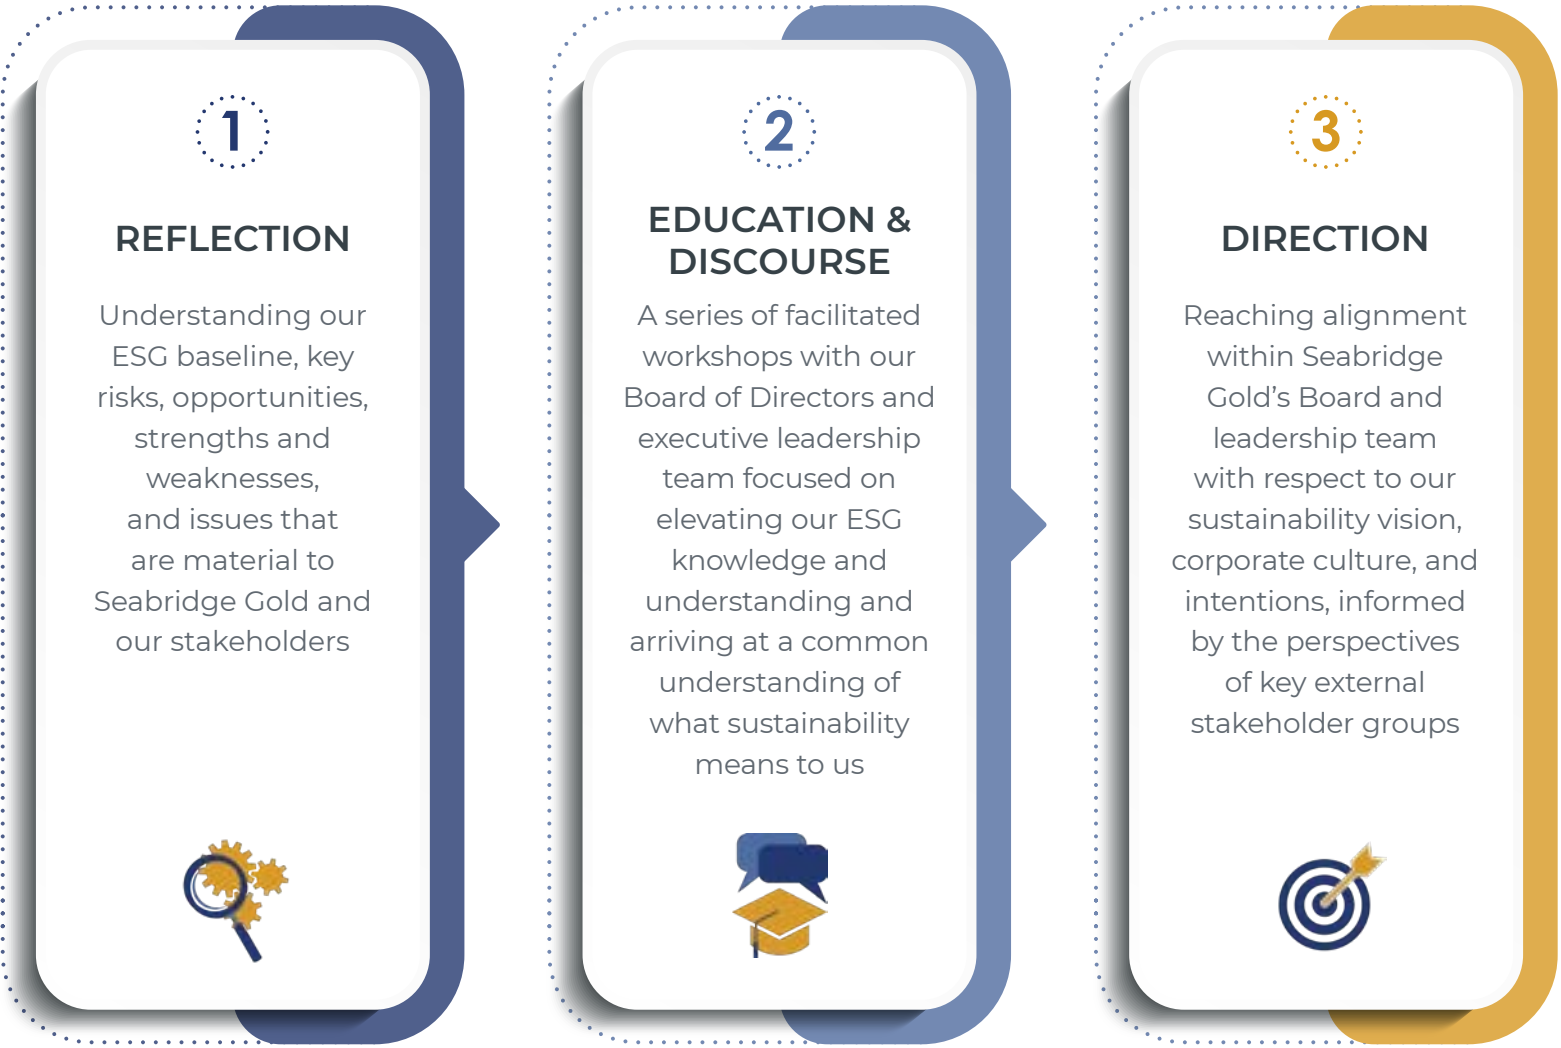 1
REFLECTION
Understanding our
ESG baseline, key
risks, opportunities,
strengths and
weaknesses,
and issues that
are material to
Seabridge Gold and
our stakeholders
2
EDUCATION &
DISCOURSE
A series of facilitated
workshops with our
Board of Directors and
executive leadership
team focused on
elevating our ESG
knowledge and
understanding and
arriving at a common
understanding of
what sustainability
means to us
3
DIRECTION
Reaching alignment
within Seabridge
Gold’s Board and
leadership team
with respect to our
sustainability vision,
corporate culture, and
intentions, informed
by the perspectives
of key external
stakeholder groups